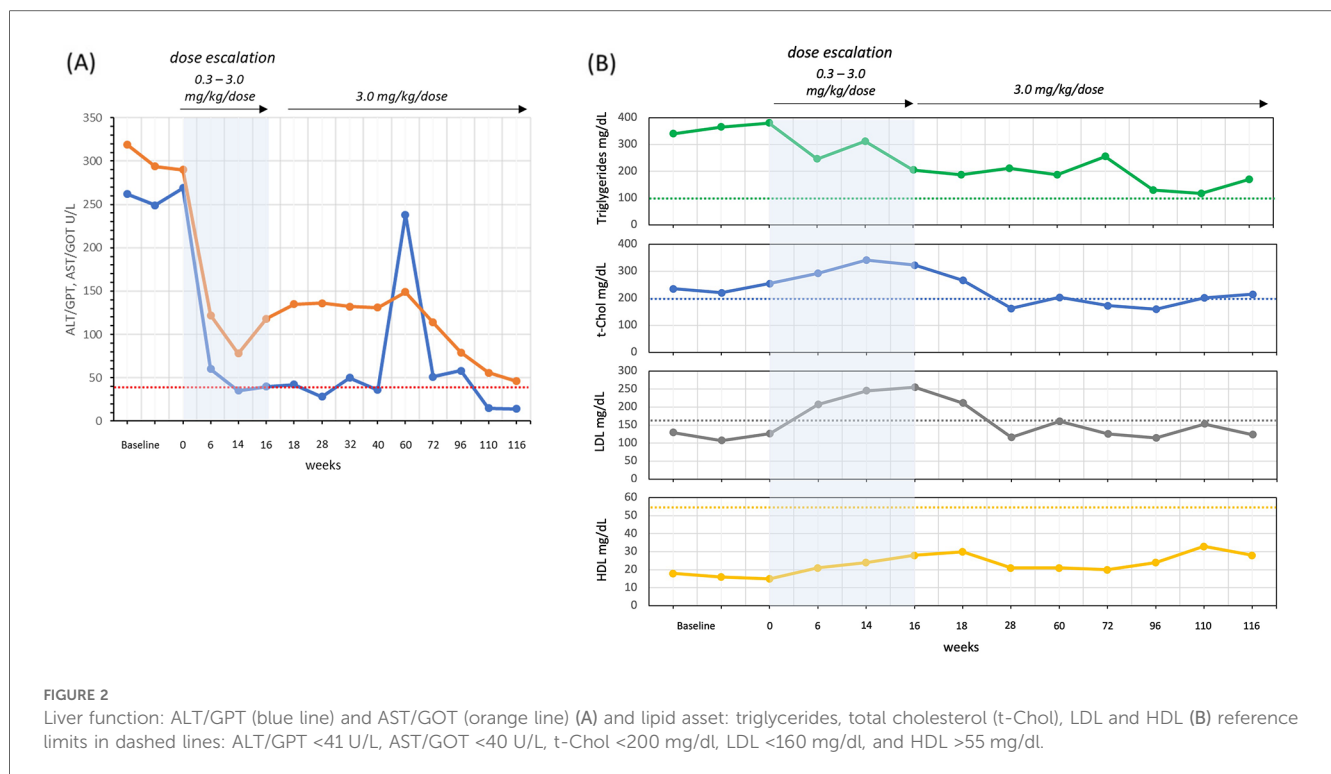 (A)
dose escalation
0.3 – 3.0
mg/kg/dose
3.0 mg/kg/dose
ALT/GPT, AST/GOT U/L
350
300
250
200
150
100
50
0
Baseline 0 6 14 16 18 28 32 40 60 72 96 110 116
weeks
(B)
dose escalation
0.3 – 3.0
mg/kg/dose
3.0 mg/kg/dose
Triglygerides mg/dL
400
300
200
100
0
t-Chol mg/dL
400
300
200
100
0
LDL mg/dL
300
250
200
150
100
50
0
HDL mg/dL
60
50
40
30
20
10
0
Baseline 0 6 14 16 18 28 60 72 96 110 116
weeks
FIGURE 2
Liver function: ALT/GPT (blue line) and AST/GOT (orange line) (A) and lipid asset: triglycerides, total cholesterol (t-Chol), LDL and HDL (B) reference
limits in dashed lines: ALT/GPT <41 U/L, AST/GOT <40 U/L, t-Chol <200 mg/dl, LDL <160 mg/dl, and HDL >55 mg/dl.